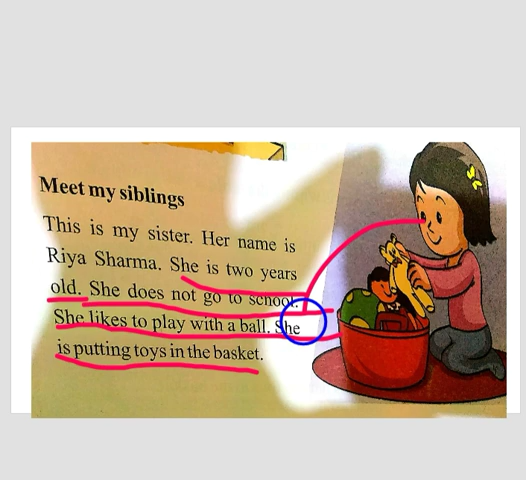 Meet my siblings
This is my sister. Her name is
Riya Sharma. She is two years
old. She does not go to school.
She likes to play with a ball. She
is putting toys in the basket.